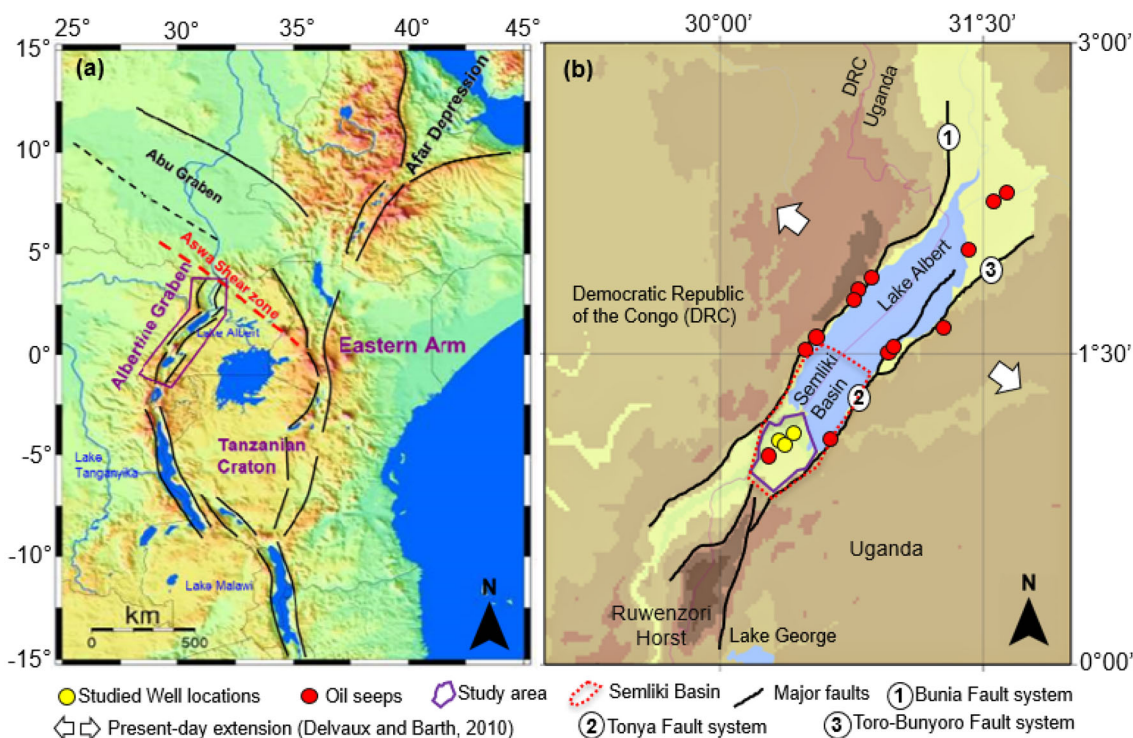 25° 30° 35° 40° 45°
30°00' 31°30'
15°
10°
5°
0°
-5°
-10°
-15°
(a)
Abu Graben
Afar Depression
Aswa Shear zone
Albertine Graben
Lake Albert
Eastern Arm
Tanzanian
Craton
Lake
Tanganyika
Lake Malawi
km
0 500
N
(b)
3°00'
DRC
Uganda
1
Lake Albert
3
Democratic Republic
of the Congo (DRC)
1°30'
Semliki
Basin
2
Uganda
Ruwenzori
Horst
Lake George
N
0°00'
Studied Well locations Oil seeps Study area Semliki Basin Major faults 1 Bunia Fault system
Present-day extension (Delvaux and Barth, 2010) 2 Tonya Fault system 3 Toro-Bunyoro Fault system